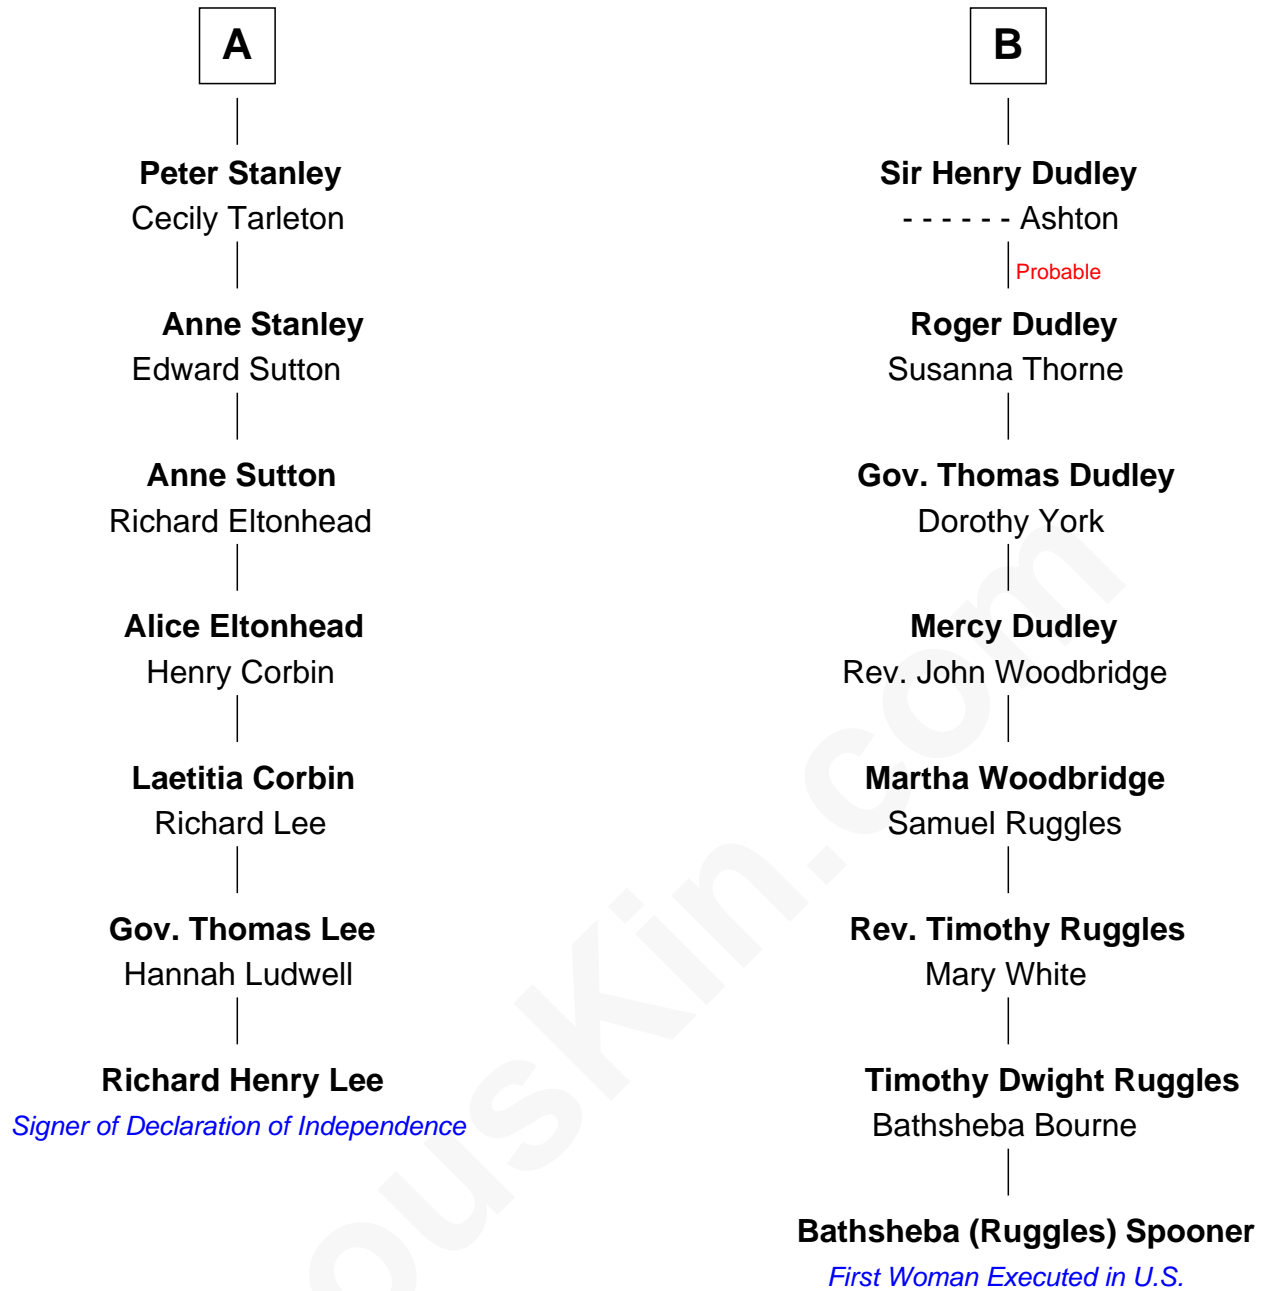 A
Peter Stanley
Cecily Tarleton
Anne Stanley
Edward Sutton
Anne Sutton
Richard Eltonhead
Alice Eltonhead
Henry Corbin
Laetitia Corbin
Richard Lee
Gov. Thomas Lee
Hannah Ludwell
Richard Henry Lee
Signer of Declaration of Independence
B
Sir Henry Dudley
- - - - - - Ashton
Probable
Roger Dudley
Susanna Thorne
Gov. Thomas Dudley
Dorothy York
Mercy Dudley
Rev. John Woodbridge
Martha Woodbridge
Samuel Ruggles
Rev. Timothy Ruggles
Mary White
Timothy Dwight Ruggles
Bathsheba Bourne
Bathsheba (Ruggles) Spooner
First Woman Executed in U.S.
ousKin.com